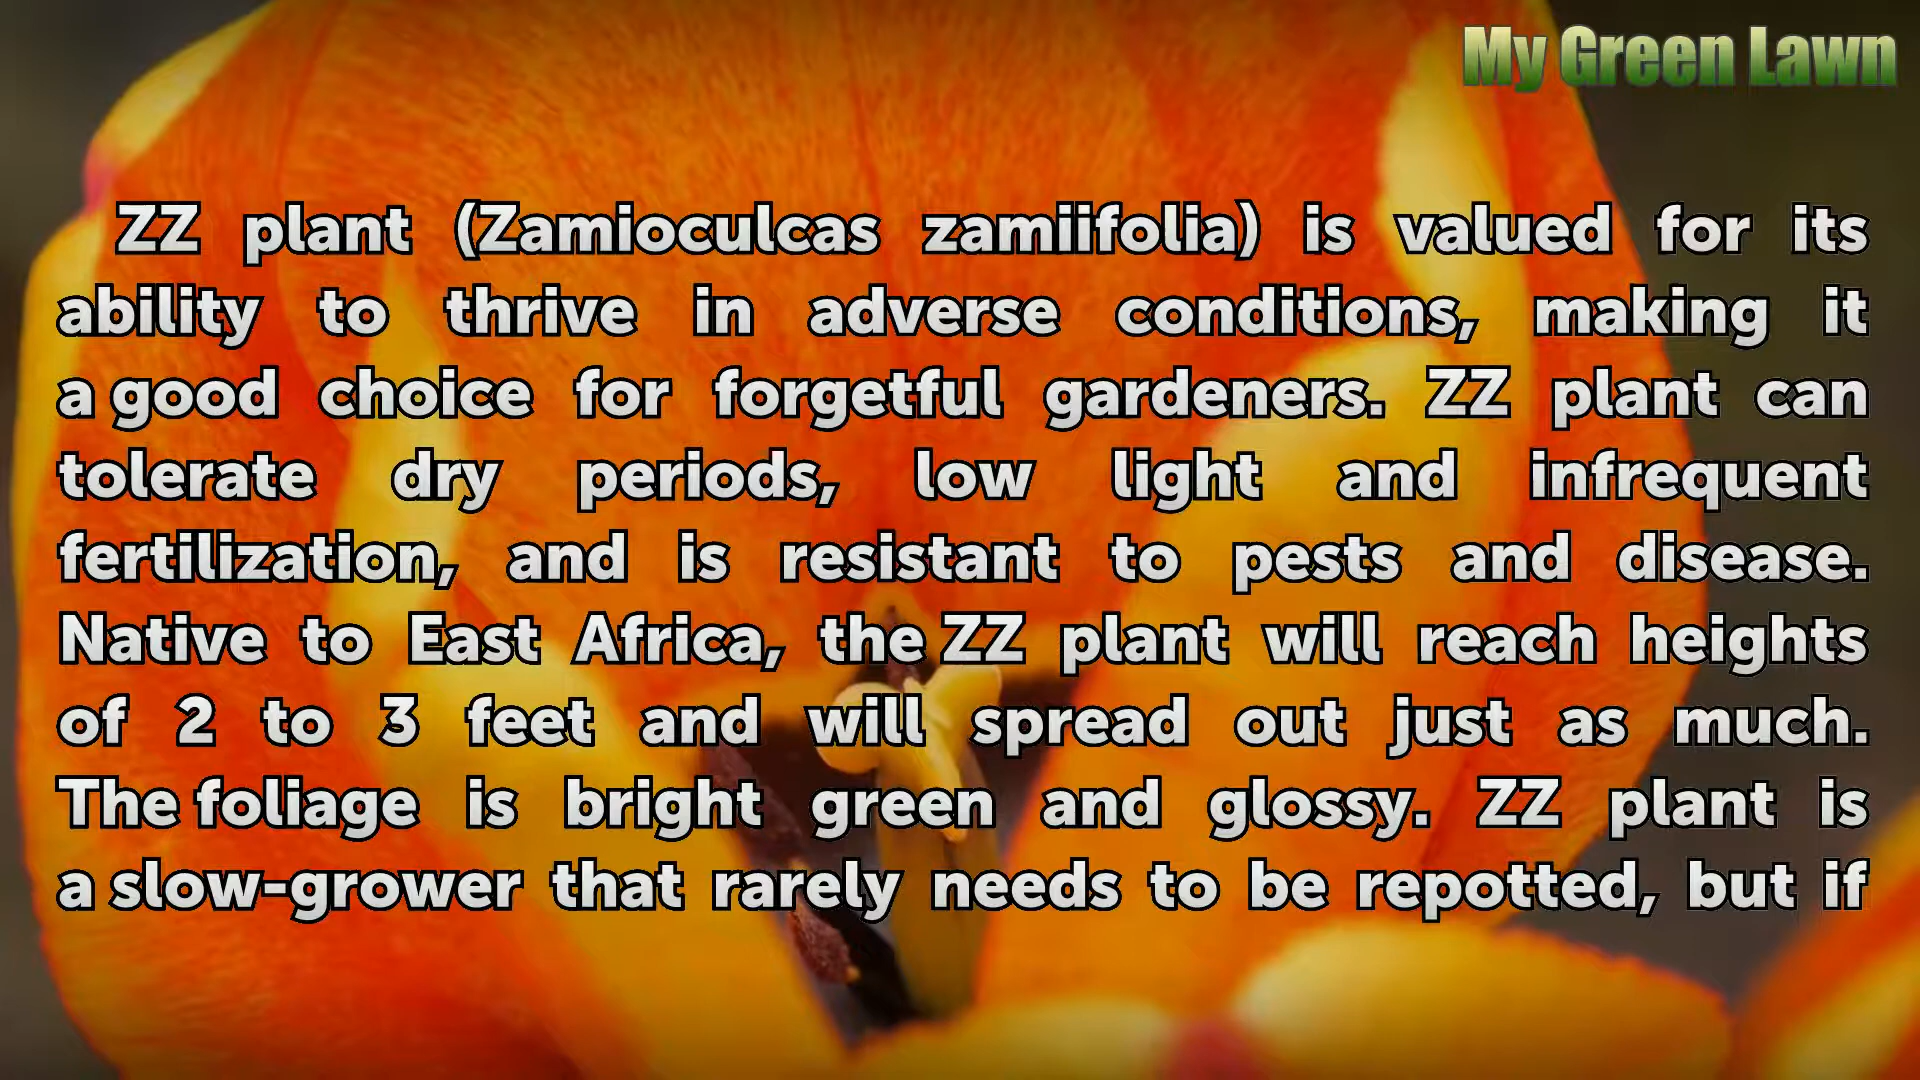 My Green Lawn
ZZ plant (Zamioculcas zamiifolia) is valued for its
ability to thrive in adverse conditions, making it
a good choice for forgetful gardeners. ZZ plant can
tolerate dry periods, low light and infrequent
fertilization, and is resistant to pests and disease.
Native to East Africa, the ZZ plant will reach heights
of 2 to 3 feet and will spread out just as much.
The foliage is bright green and glossy. ZZ plant is
a slow-grower that rarely needs to be repotted, but if